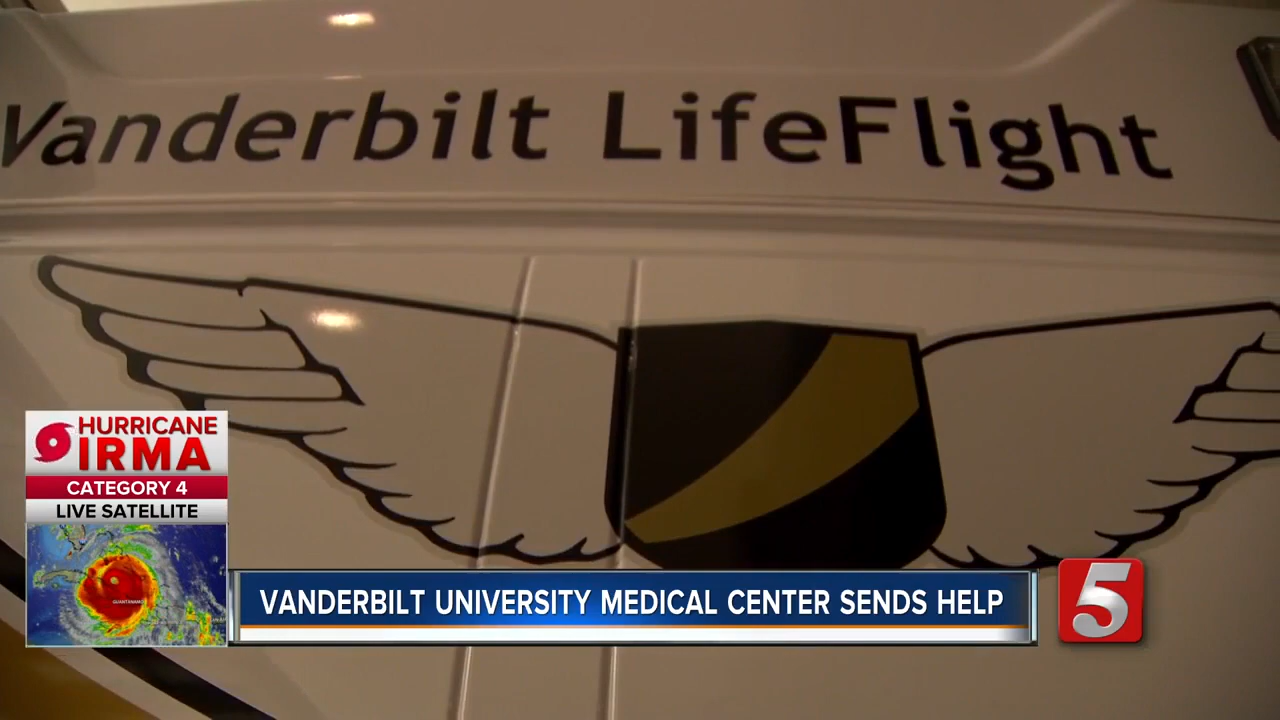 Vanderbilt LifeFlight
HURRICANE
IRMA
CATEGORY 4
LIVE SATELLITE
VANDERBILT UNIVERSITY MEDICAL CENTER SENDS HELP
5